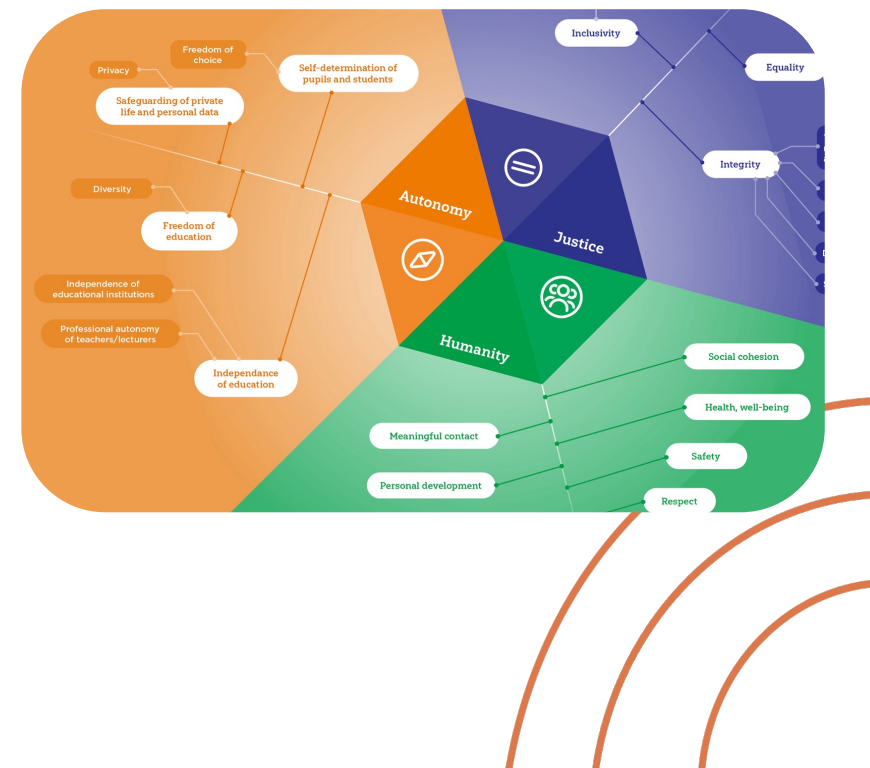 Freedom of
choice
Privacy
Self-determination of
pupils and students
Safeguarding of private
life and personal data
Diversity
Freedom of
education
Independence of
educational institutions
Professional autonomy
of teachers/lecturers
Independance
of education
Autonomy
Inclusivity
Equality
Integrity
Justice
Humanity
Social cohesion
Health, well-being
Meaningful contact
Safety
Personal development
Respect